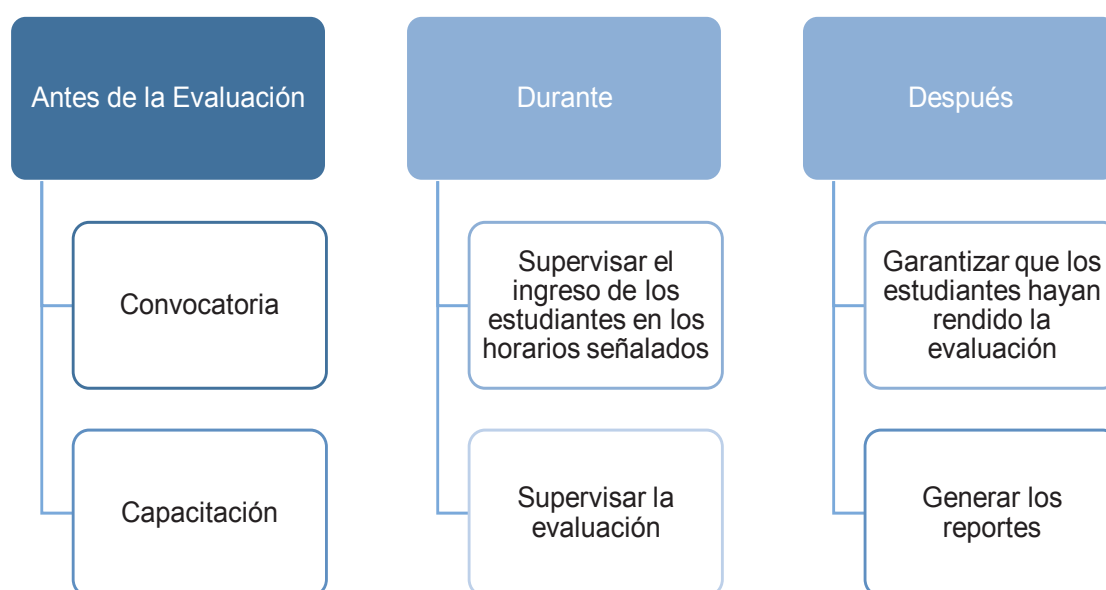 Antes de la Evaluación
Convocatoria
Capacitación
Durante
Supervisar el
ingreso de los
estudiantes en los
horarios señalados
Supervisar la
evaluación
Después
Garantizar que los
estudiantes hayan
rendido la
evaluación
Generar los
reportes